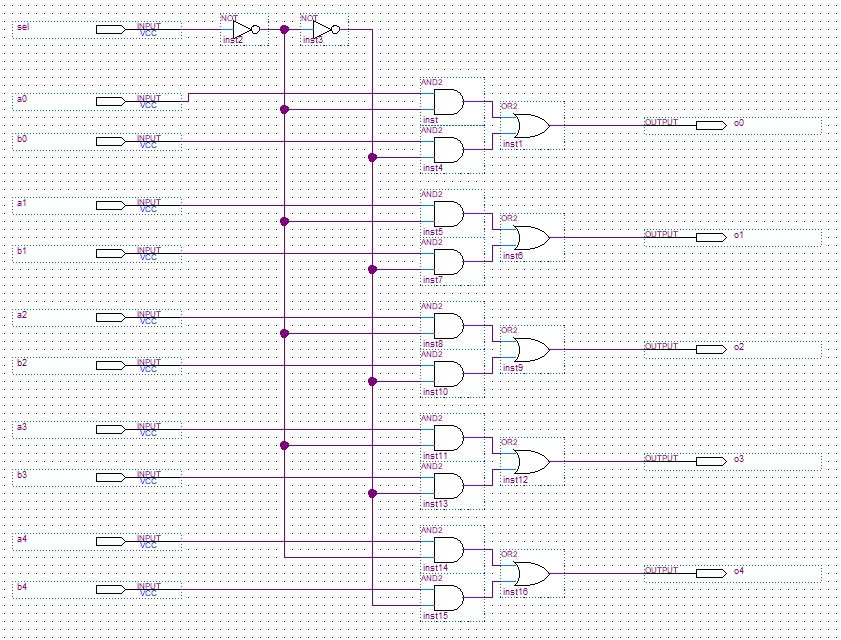 sel INPUT VCC NOT inst2 NOT inst3
AND2
a0 INPUT VCC OR2
inst OUTPUT o0
b0 INPUT VCC AND2 inst1
inst4
AND2
a1 INPUT VCC OR2
inst5 OUTPUT o1
b1 INPUT VCC AND2 inst6
inst7
AND2
a2 INPUT VCC OR2
inst8 OUTPUT o2
b2 INPUT VCC AND2 inst9
inst10
AND2
a3 INPUT VCC OR2
inst11 OUTPUT o3
b3 INPUT VCC AND2 inst12
inst13
AND2
a4 INPUT VCC OR2
inst14 OUTPUT o4
b4 INPUT VCC AND2 inst16
inst15